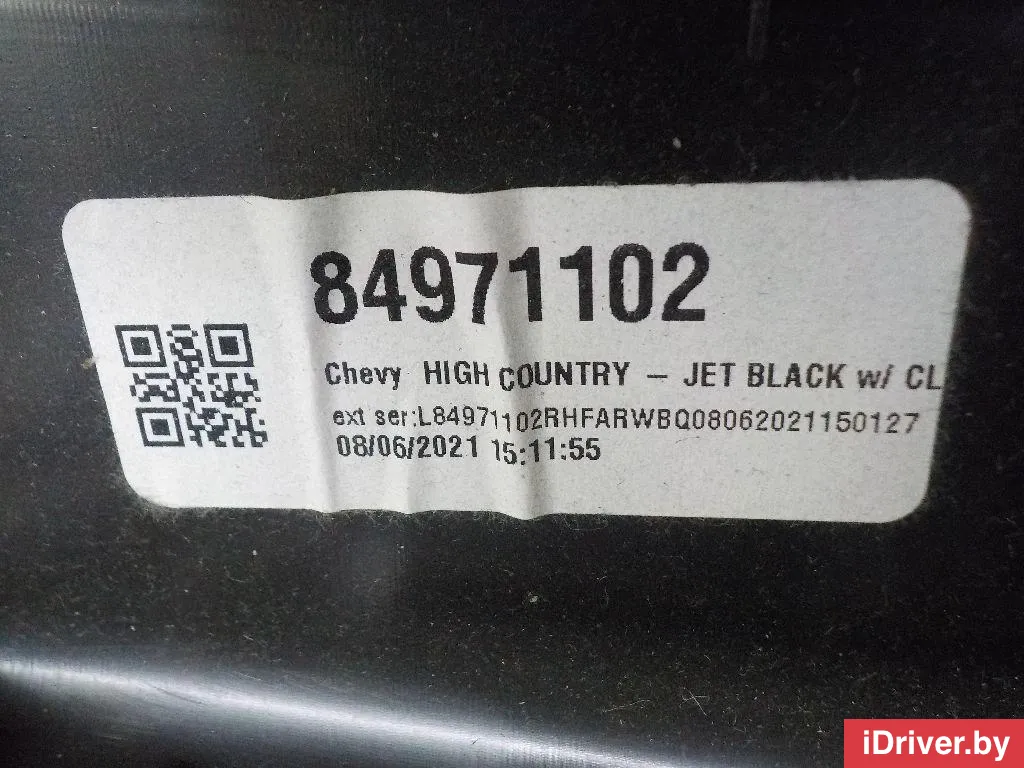 84971102
Chevy HIGH COUNTRY – JET BLACK w/ CL
ext ser:L84971102RHFARWBQ08062021150127
08/06/2021 15:11:55
iDriver.by